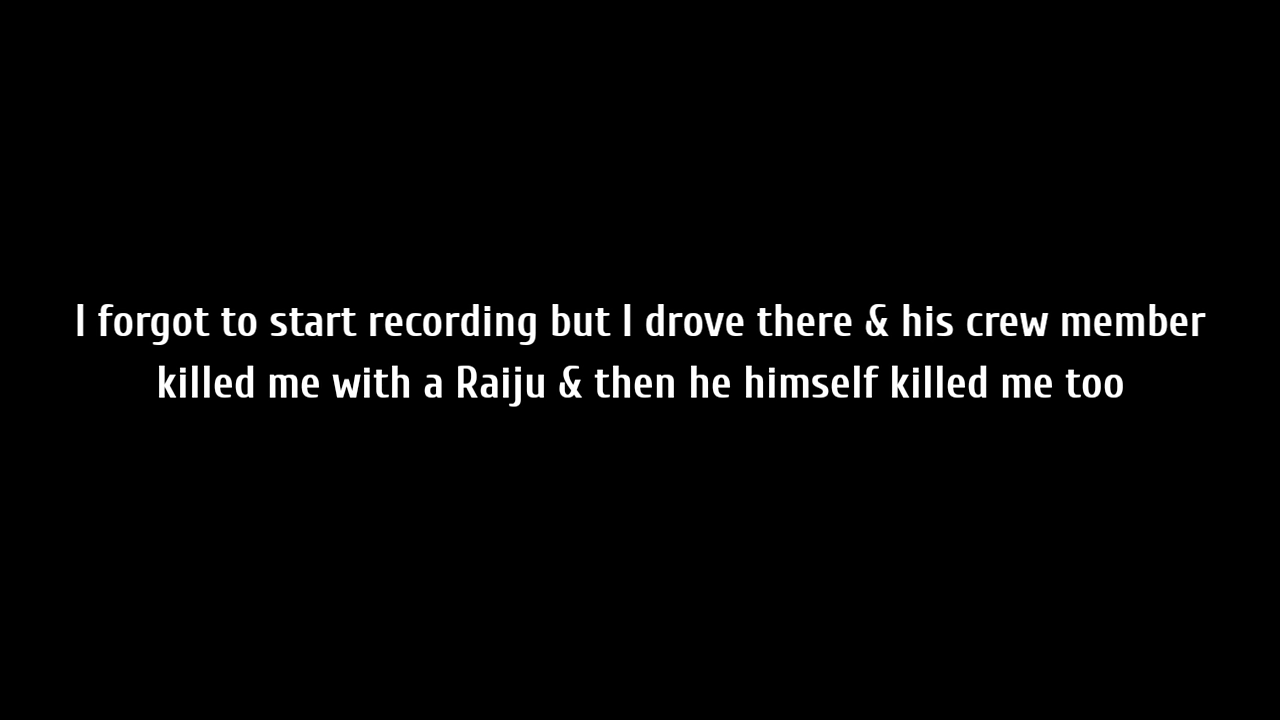 I forgot to start recording but I drove there & his crew member
killed me with a Raiju & then he himself killed me too